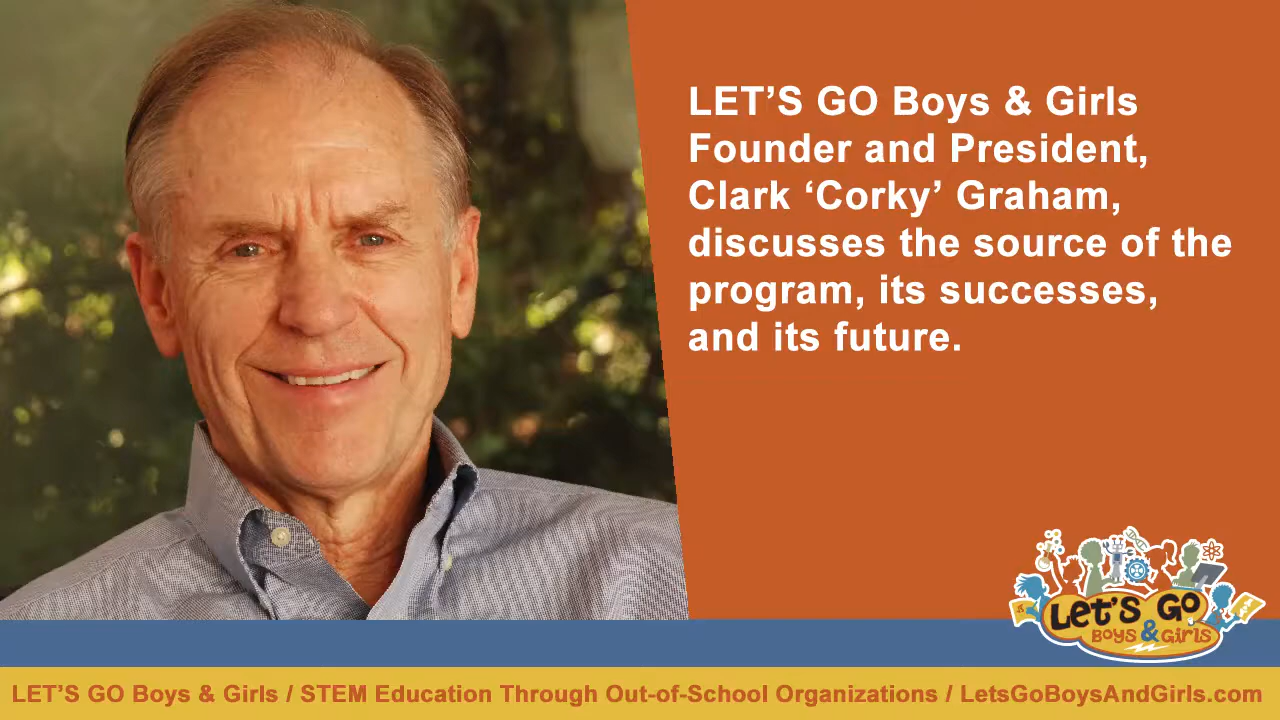 LET’S GO Boys & Girls
Founder and President,
Clark ‘Corky’ Graham,
discusses the source of the
program, its successes,
and its future.
LET'S GO
BOYS & GIRLS
LET’S GO Boys & Girls / STEM Education Through Out-of-School Organizations / LetsGoBoysAndGirls.com